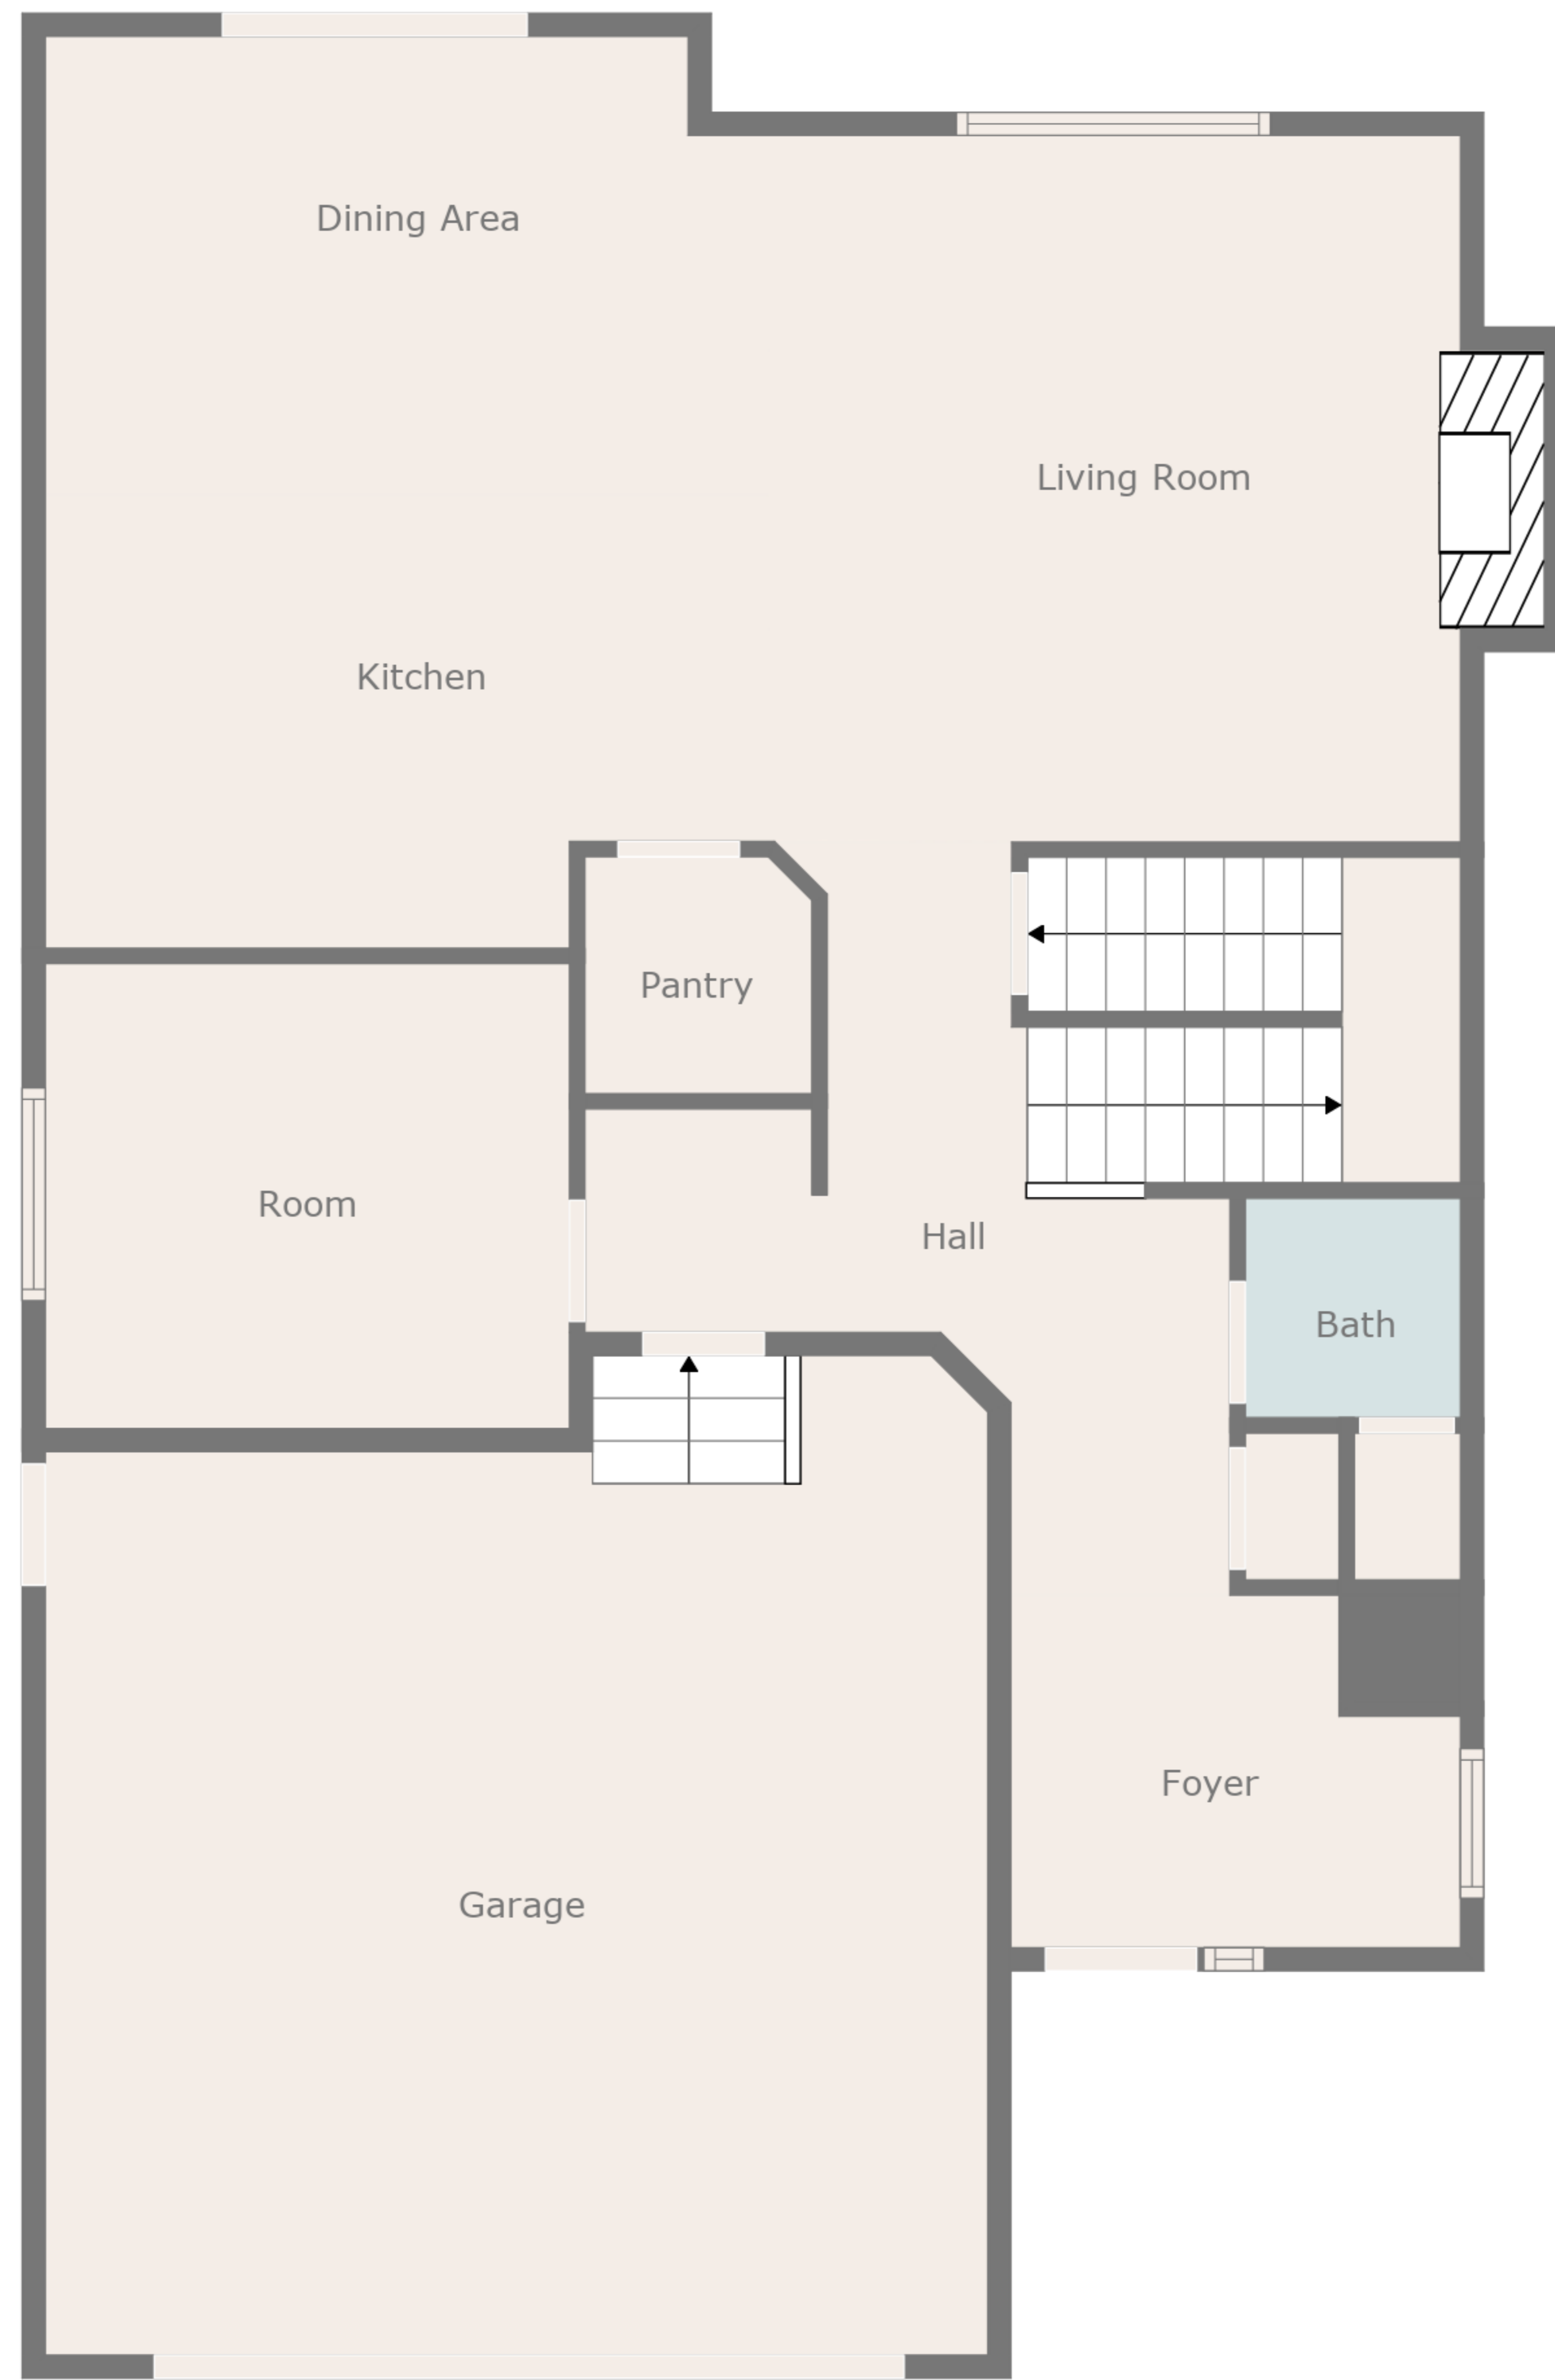 Dining Area
Living Room
Kitchen
Pantry
Room
Hall
Bath
Foyer
Garage